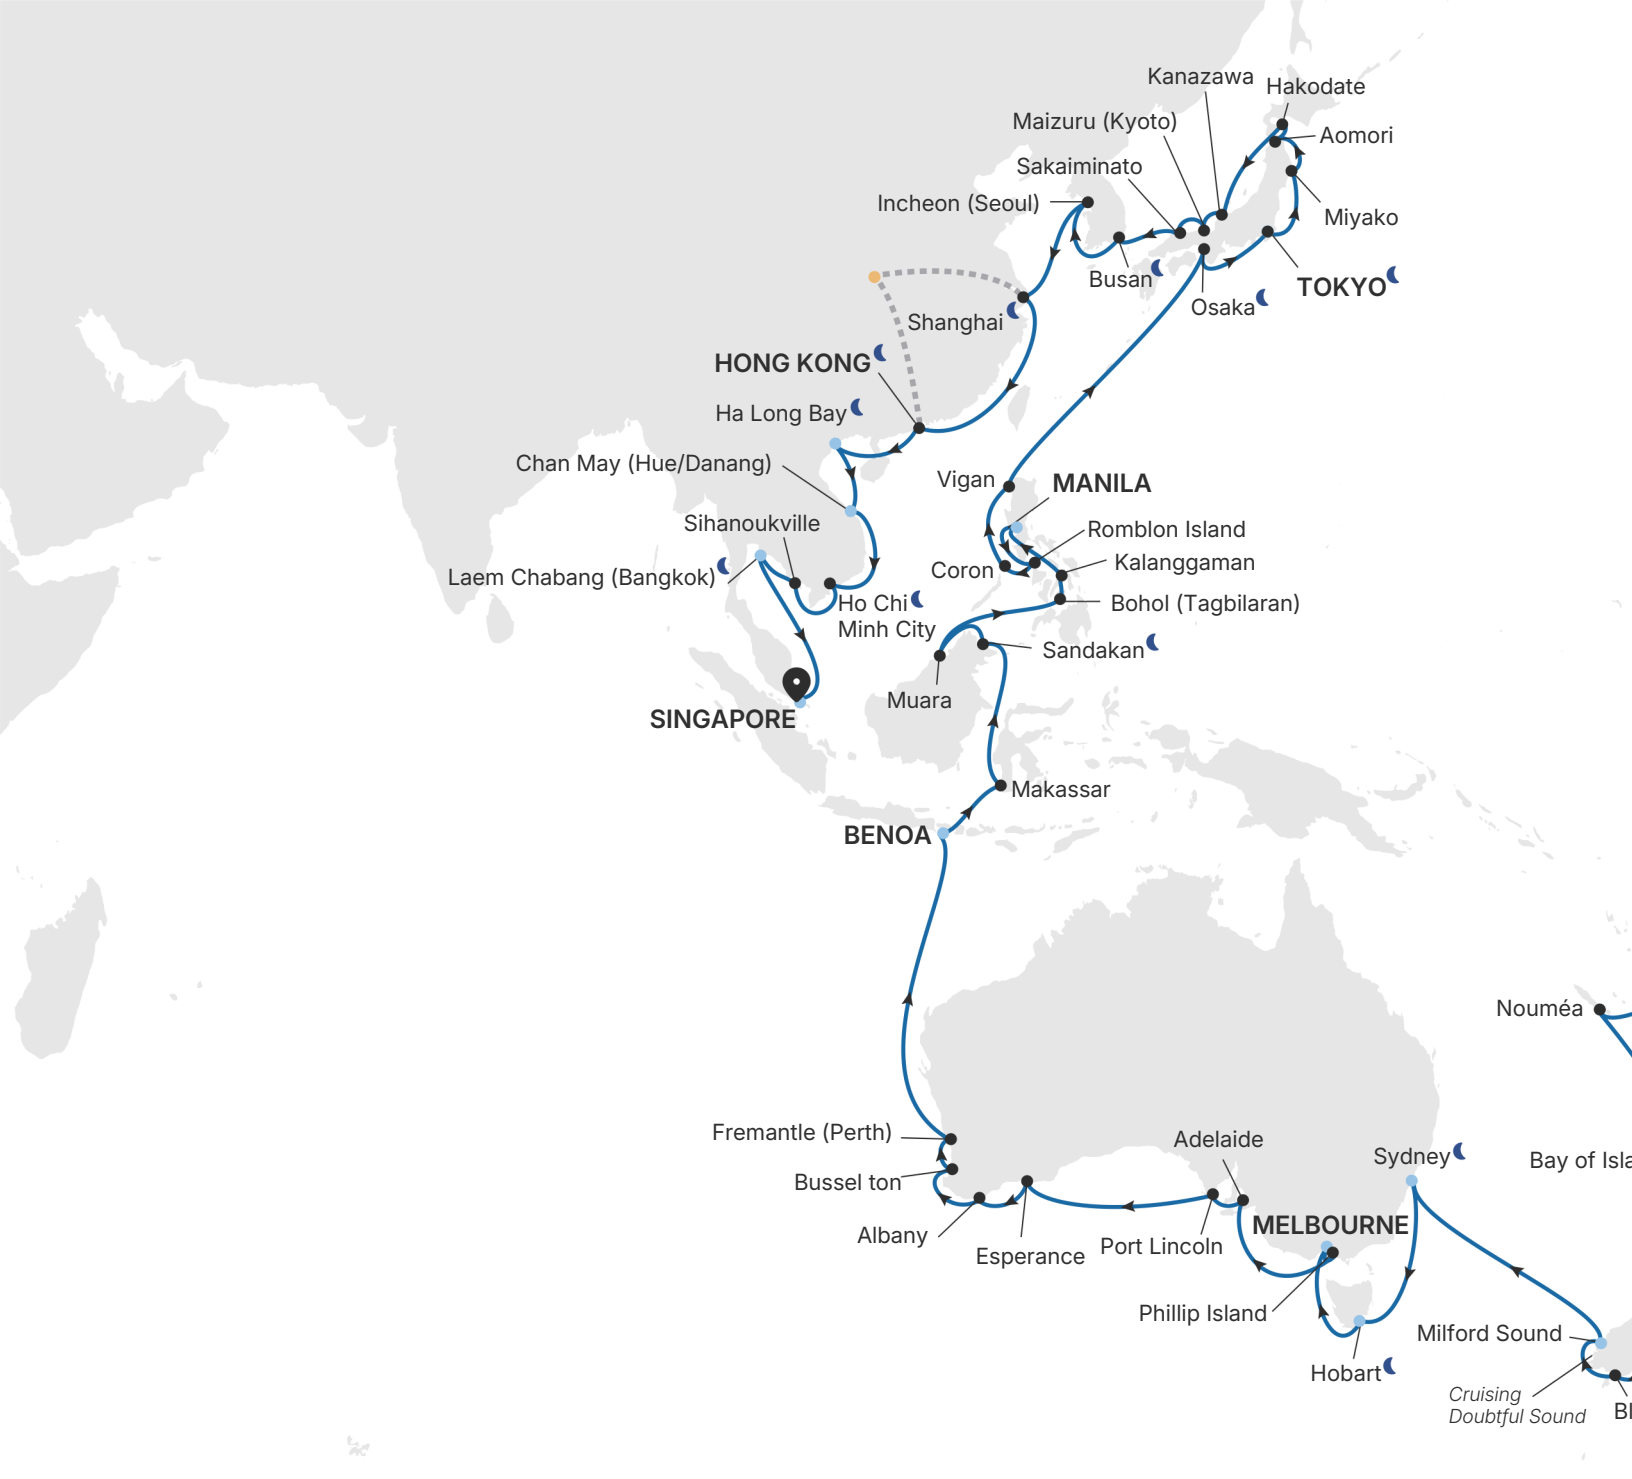 Kanazawa
Hakodate
Maizuru (Kyoto)
Aomori
Sakaiminato
Incheon (Seoul)
Miyako
Busan
TOKYO
Osaka
Shanghai
HONG KONG
Ha Long Bay
Chan May (Hue/Danang)
Vigan
MANILA
Sihanoukville
Romblon Island
Laem Chabang (Bangkok)
Coron
Kalanggaman
Ho Chi
Minh City
Bohol (Tagbilaran)
Sandakan
Muara
SINGAPORE
Makassar
BENOA
Nouméa
Fremantle (Perth)
Adelaide
Sydney
Bay of Isla
Bussel ton
MELBOURNE
Albany
Esperance
Port Lincoln
Phillip Island
Milford Sound
Hobart
Cruising
Doubtful Sound
Bl